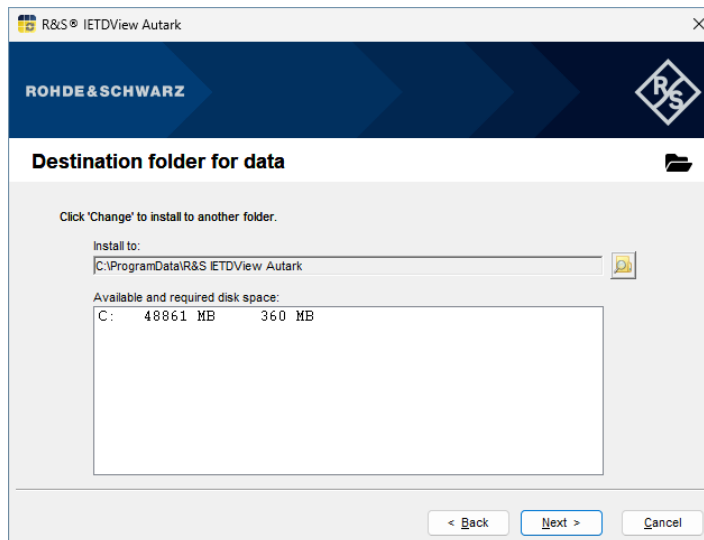 R&S® IETDView Autark
ROHDE&SCHWARZ
R S
Destination folder for data
Click 'Change' to install to another folder.
Install to:
C:\ProgramData\R&S IETDView Autark
Available and required disk space:
C: 48861 MB 360 MB
< Back Next > Cancel